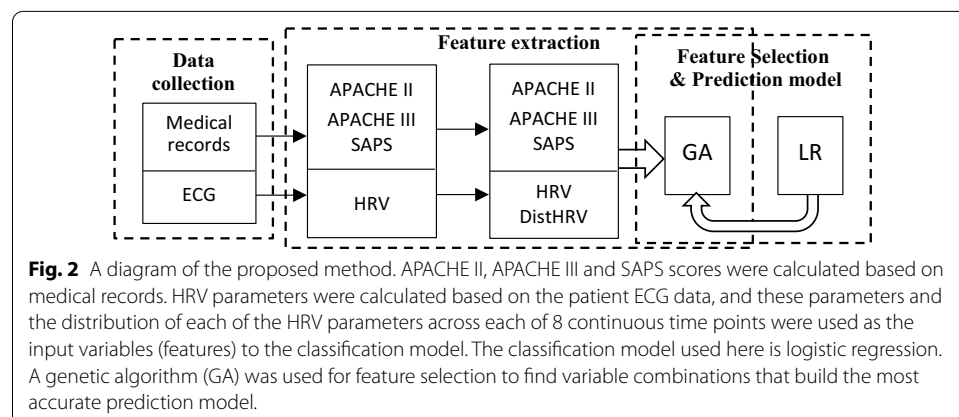 Data
collection
Medical
records
ECG
Feature extraction
APACHE II
APACHE III
SAPS
HRV
APACHE II
APACHE III
SAPS
HRV
DistHRV
Feature Selection
& Prediction model
GA
LR
Fig. 2 A diagram of the proposed method. APACHE II, APACHE III and SAPS scores were calculated based on
medical records. HRV parameters were calculated based on the patient ECG data, and these parameters and
the distribution of each of the HRV parameters across each of 8 continuous time points were used as the
input variables (features) to the classification model. The classification model used here is logistic regression.
A genetic algorithm (GA) was used for feature selection to find variable combinations that build the most
accurate prediction model.